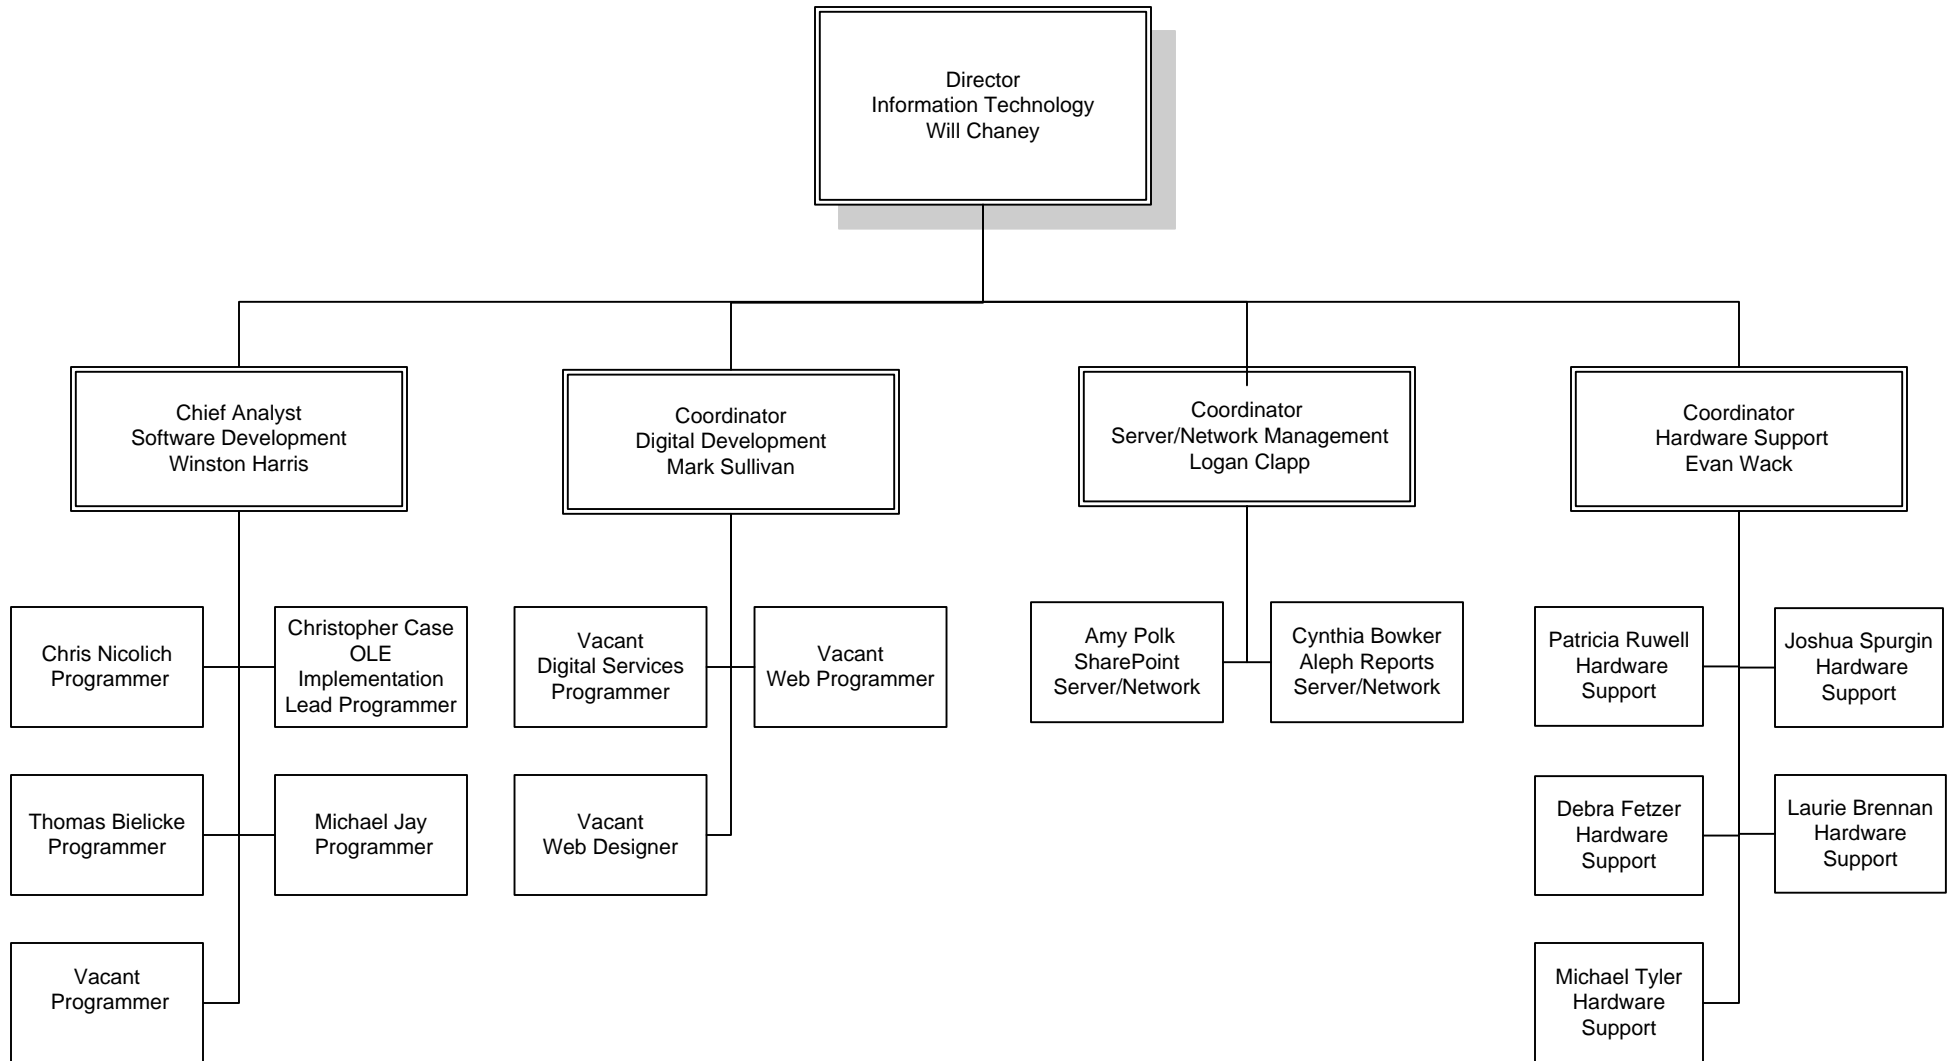 Director
Information Technology
Will Chaney
Chief Analyst
Software Development
Winston Harris
Coordinator
Digital Development
Mark Sullivan
Coordinator
Server/Network Management
Logan Clapp
Coordinator
Hardware Support
Evan Wack
Chris Nicolich
Programmer
Christopher Case
OLE
Implementation
Lead Programmer
Vacant
Digital Services
Programmer
Vacant
Web Programmer
Amy Polk
SharePoint
Server/Network
Cynthia Bowker
Aleph Reports
Server/Network
Patricia Ruwell
Hardware
Support
Joshua Spurgin
Hardware
Support
Thomas Bielicke
Programmer
Michael Jay
Programmer
Vacant
Web Designer
Debra Fetzer
Hardware
Support
Laurie Brennan
Hardware
Support
Vacant
Programmer
Michael Tyler
Hardware
Support